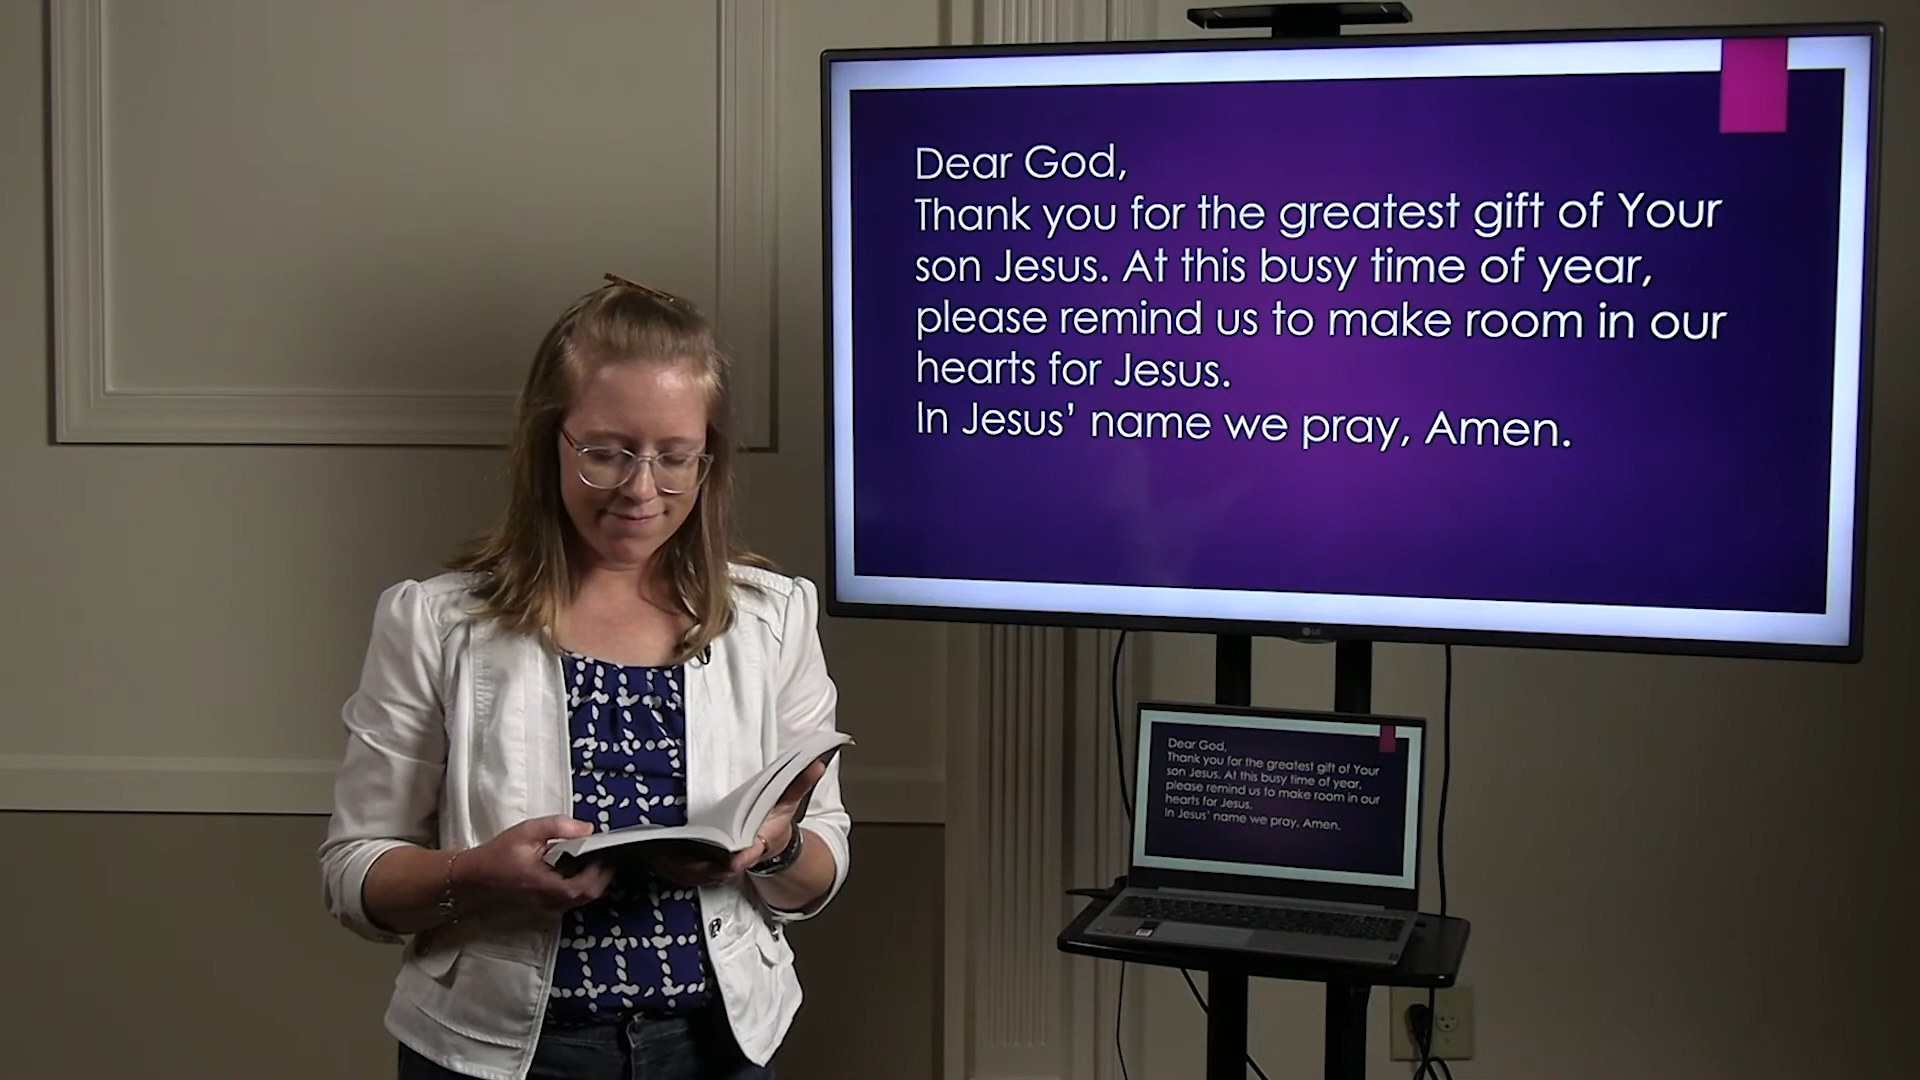 Dear God,
Thank you for the greatest gift of Your
son Jesus. At this busy time of year,
please remind us to make room in our
hearts for Jesus.
In Jesus' name we pray, Amen.
LG
Dear God,
Thank you for the greatest gift of Your
son Jesus. At this busy time of year,
please remind us to make room in our
hearts for Jesus.
In Jesus' name we pray, Amen.